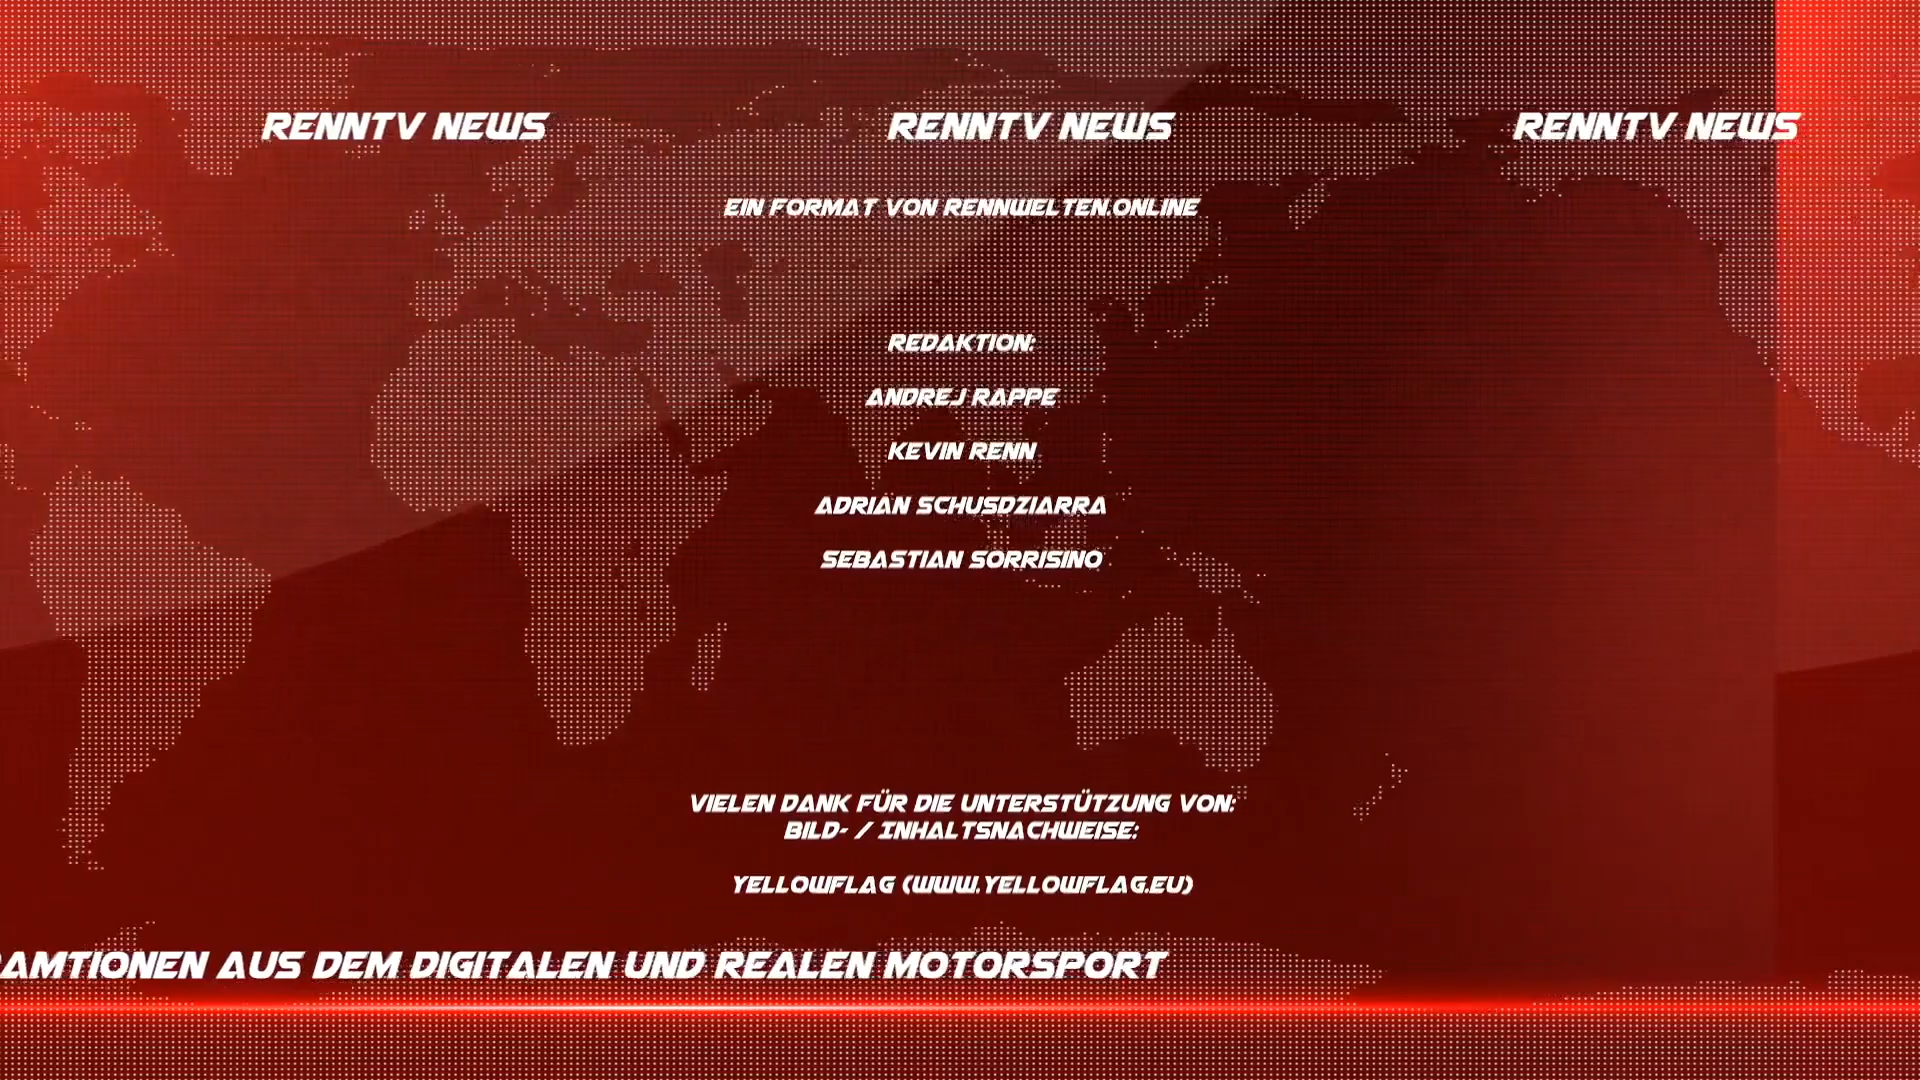 RENNTV NEWS RENNTV NEWS RENNTV NEWS
EIN FORMAT VON RENNWELTEN.ONLINE
REDAKTION:
ANDREJ RAPPE
KEVIN RENN
ADRIAN SCHUSDZIARRA
SEBASTIAN SORRISINO
VIELEN DANK FÜR DIE UNTERSTÜTZUNG VON:
BILD- / INHALTSNACHWEISE:
YELLOWFLAG (WWW.YELLOWFLAG.EU)
AMTIONEN AUS DEM DIGITALEN UND REALEN MOTORSPORT